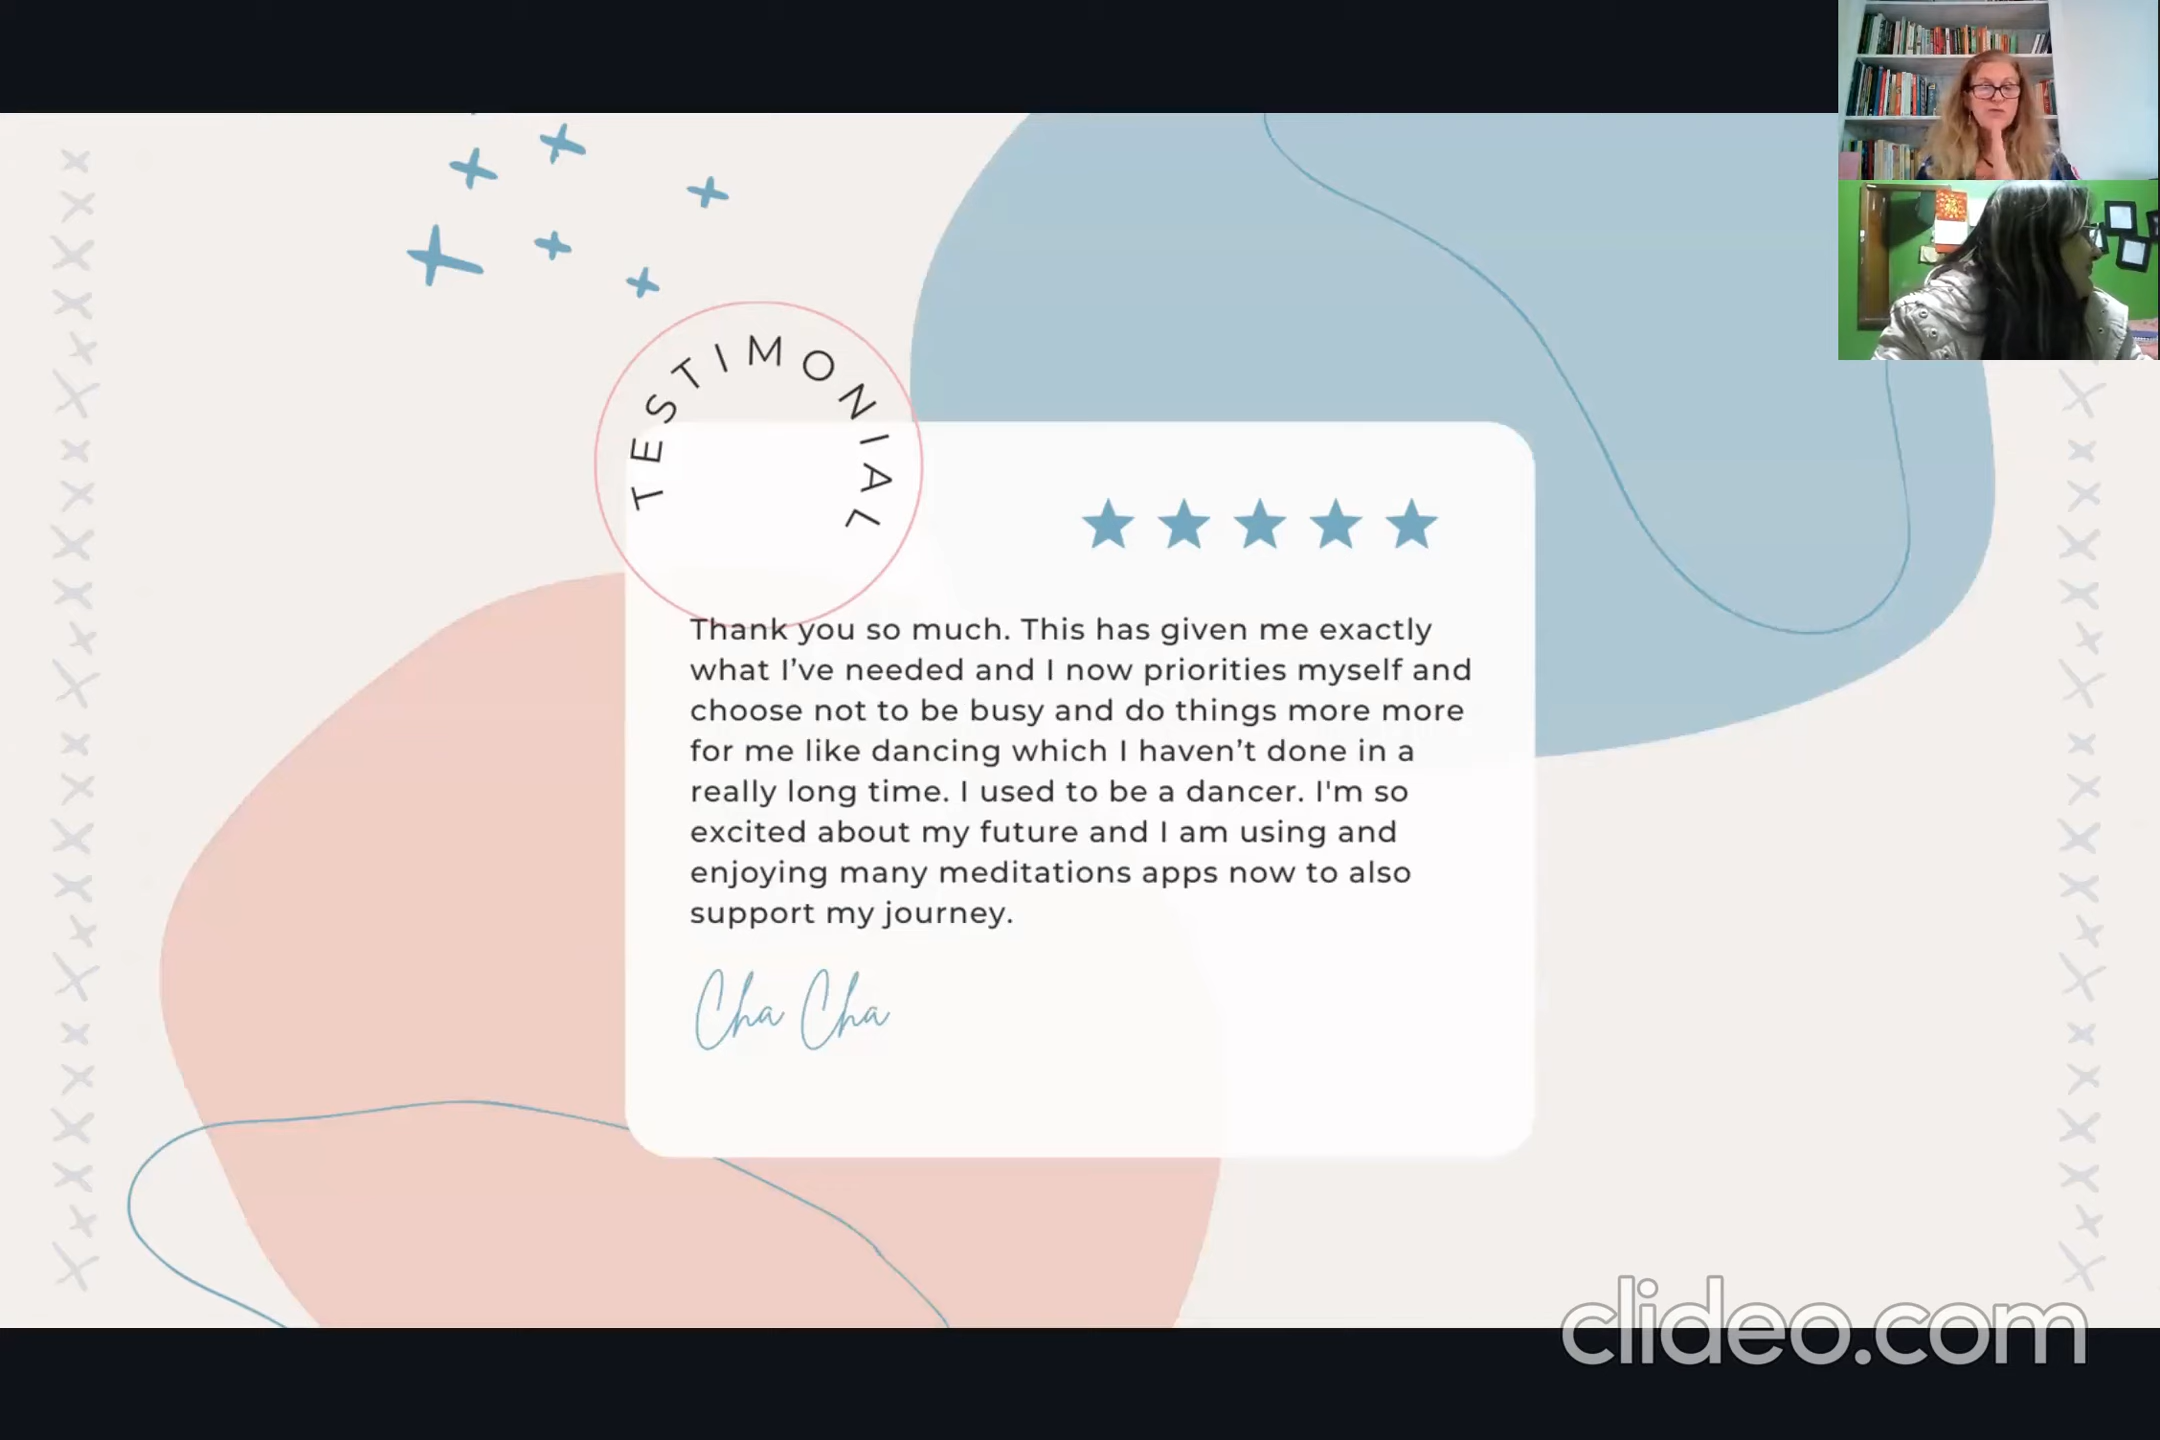 TESTIMONIAL
Thank you so much. This has given me exactly
what I’ve needed and I now priorities myself and
choose not to be busy and do things more more
for me like dancing which I haven’t done in a
really long time. I used to be a dancer. I'm so
excited about my future and I am using and
enjoying many meditations apps now to also
support my journey.
Cha Cha
clideo.com